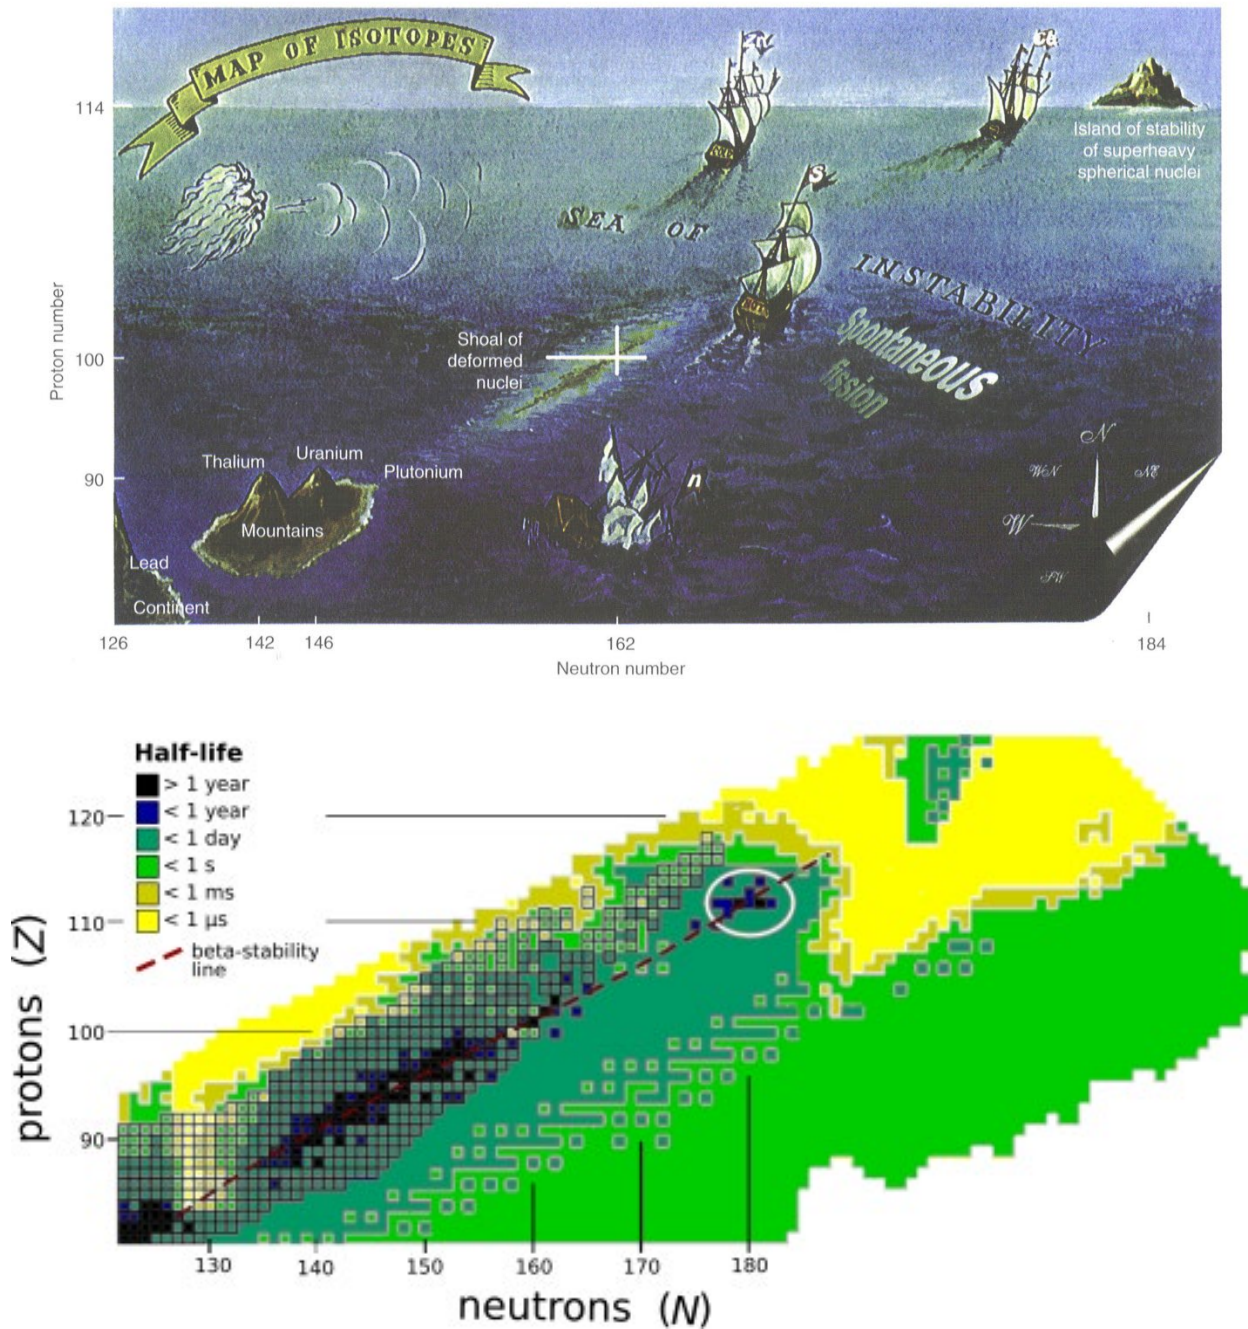 MAP OF ISOTOPES
114
Island of stability
of superheavy
spherical nuclei
S
SEA OF
INSTABILITY
Spontaneous
fission
Proton number
Shoal of
deformed
nuclei
100
N
Uranium
Thalium
Plutonium
WN
NE
n
90
Mountains
W
Lead
SW
Continent
126
142
146
162
184
Neutron number
Half-life
> 1 year
< 1 year
< 1 day
< 1 s
< 1 ms
< 1 µs
beta-stability
line
120
110
100
90
protons (Z)
130
140
150
160
170
180
neutrons (N)